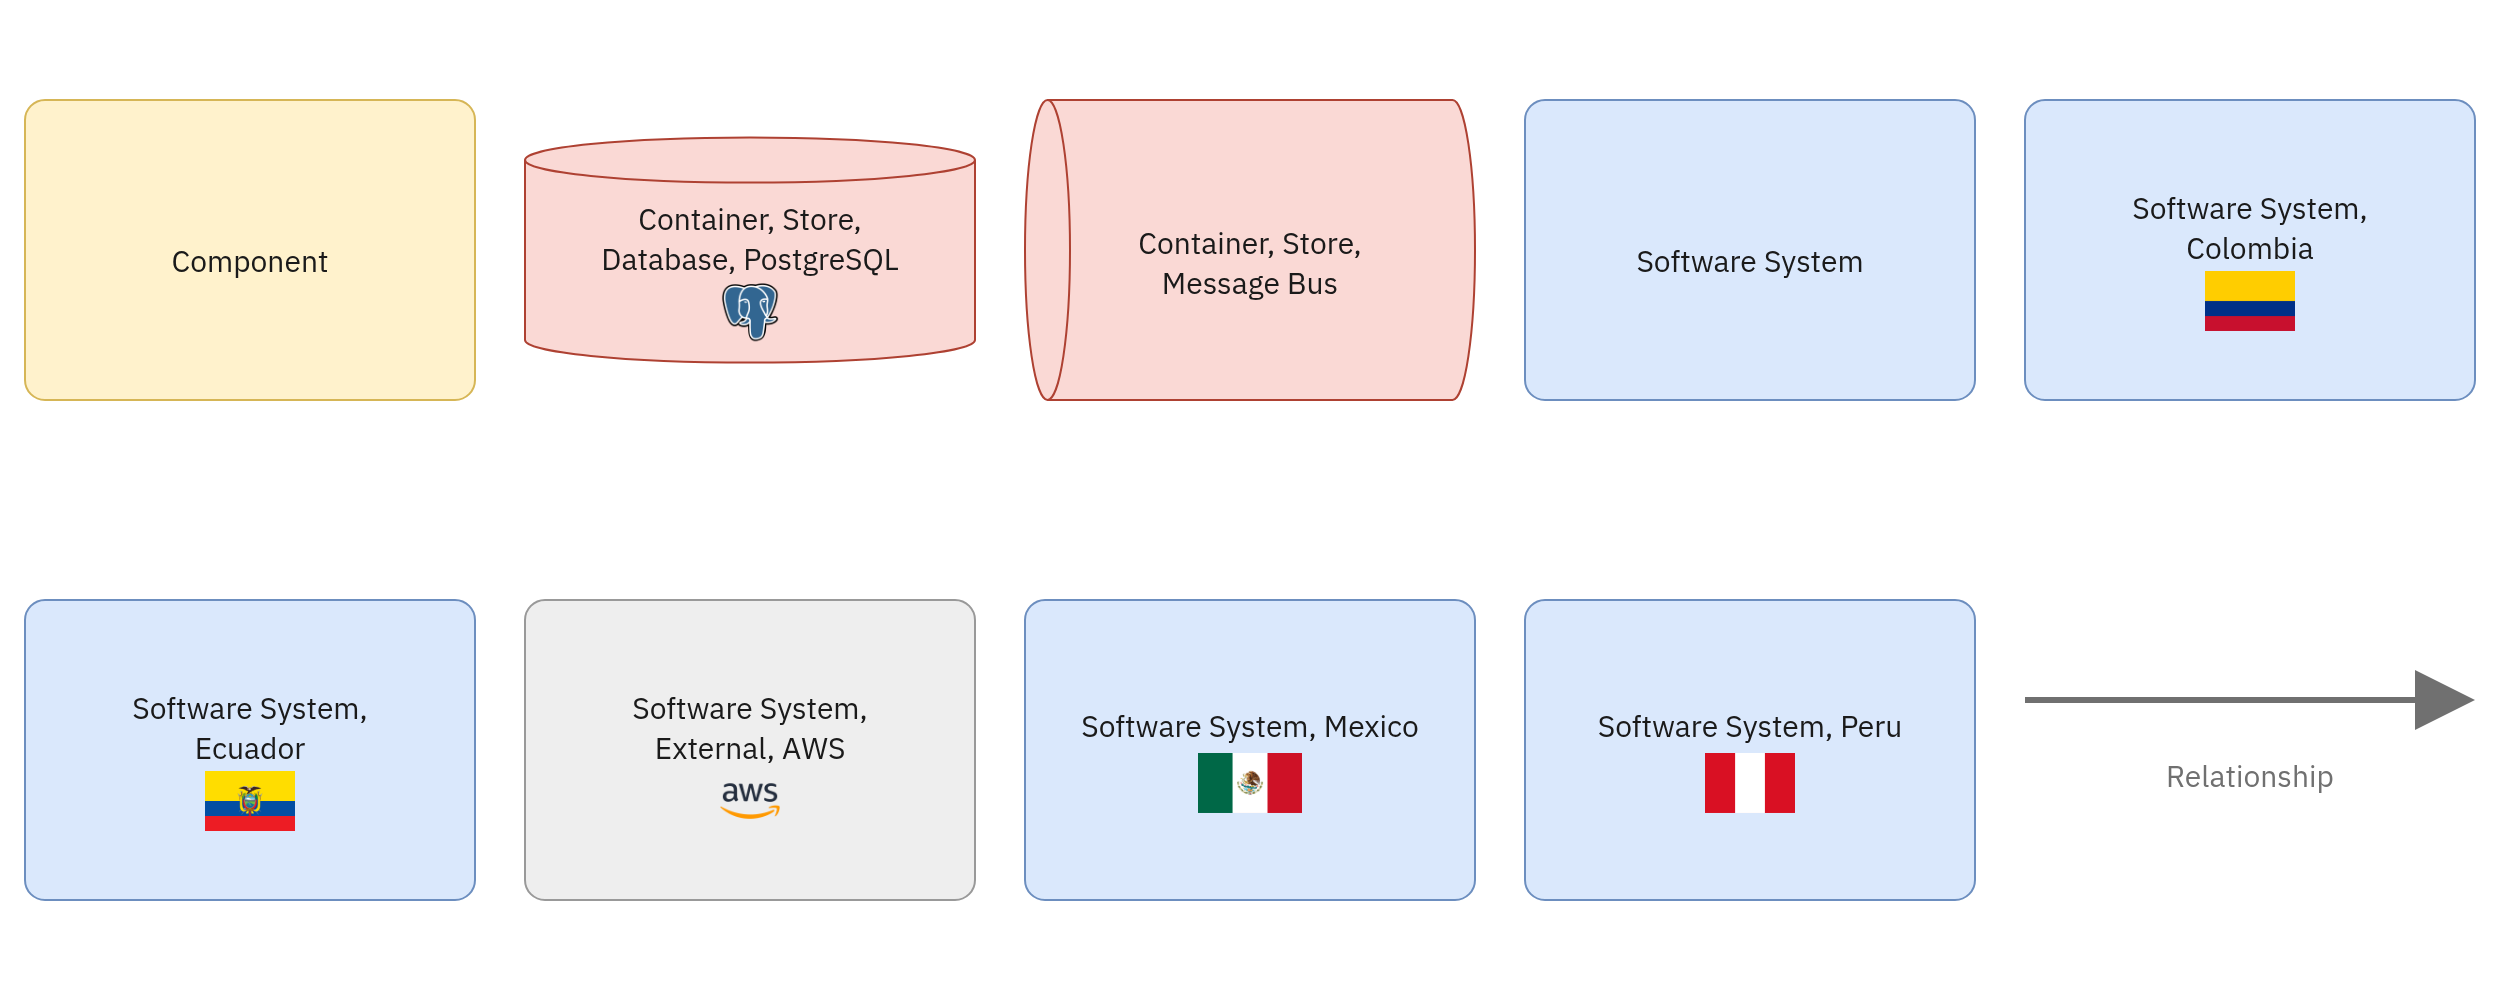 Component
Container, Store,
Database, PostgreSQL
Container, Store,
Message Bus
Software System
Software System,
Colombia
Software System,
Ecuador
Software System,
External, AWS
aws
Software System, Mexico
Software System, Peru
Relationship